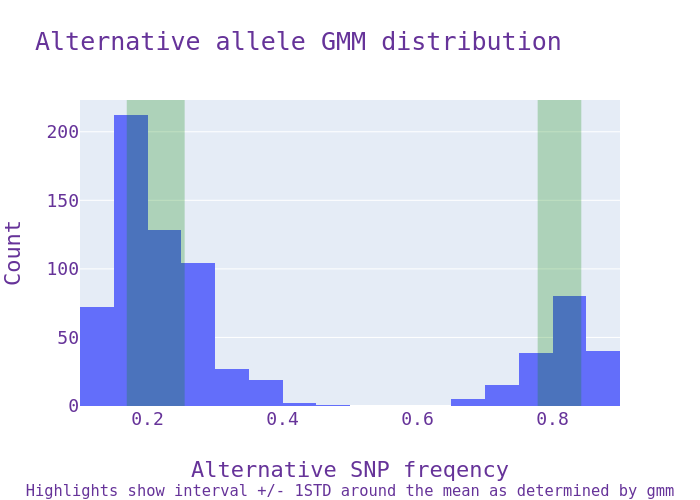 Alternative allele GMM distribution
200
150
100
50
0
Count
0.2 0.4 0.6 0.8
Alternative SNP freqency
Highlights show interval +/- 1STD around the mean as determined by gmm